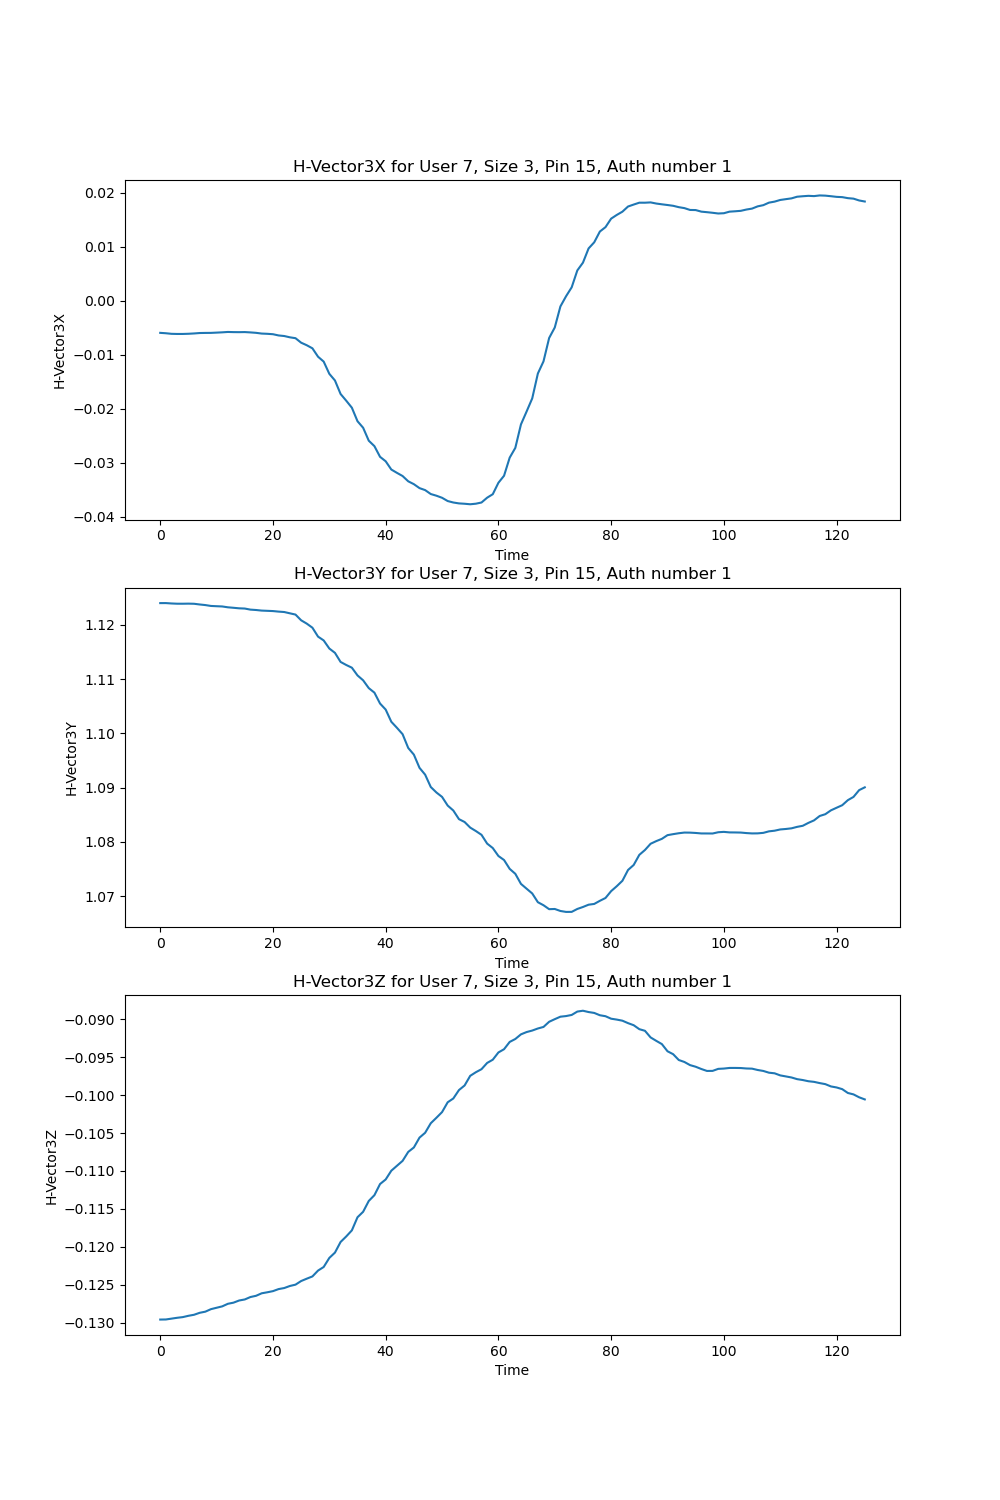 H-Vector3X for User 7, Size 3, Pin 15, Auth number 1
0.02
0.01
0.00
−0.01
−0.02
−0.03
−0.04
H-Vector3X
0 20 40 60 80 100 120
Time
H-Vector3Y for User 7, Size 3, Pin 15, Auth number 1
1.12
1.11
1.10
1.09
1.08
1.07
H-Vector3Y
0 20 40 60 80 100 120
Time
H-Vector3Z for User 7, Size 3, Pin 15, Auth number 1
−0.090
−0.095
−0.100
−0.105
−0.110
−0.115
−0.120
−0.125
−0.130
H-Vector3Z
0 20 40 60 80 100 120
Time